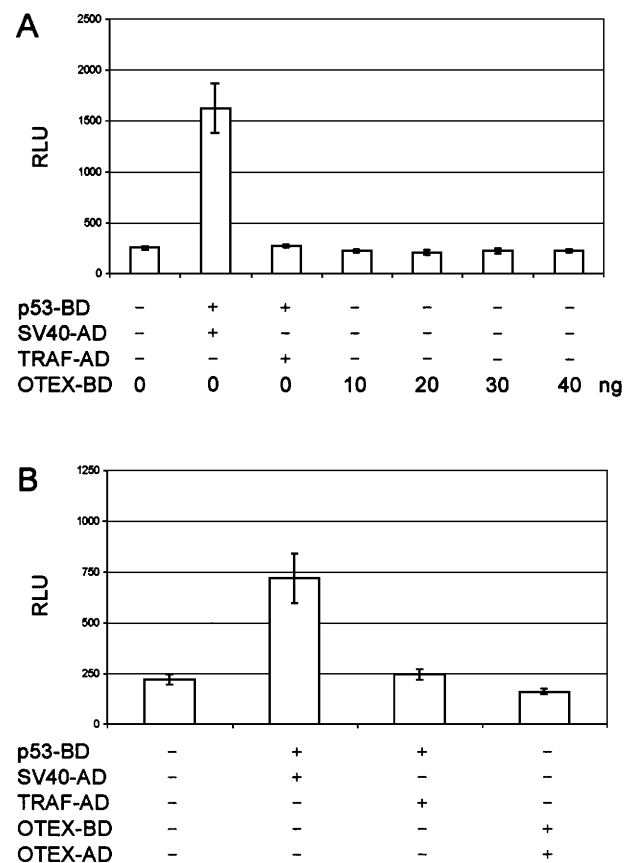 A
2500
2000
1500
1000
500
0
RLU
p53-BD – + + – – – –
SV40-AD – + – – – – –
TRAF-AD – – + – – – –
OTEX-BD 0 0 0 10 20 30 40 ng
B
1250
1000
750
500
250
0
RLU
p53-BD – + + –
SV40-AD – + – –
TRAF-AD – – + –
OTEX-BD – – – +
OTEX-AD – – – +